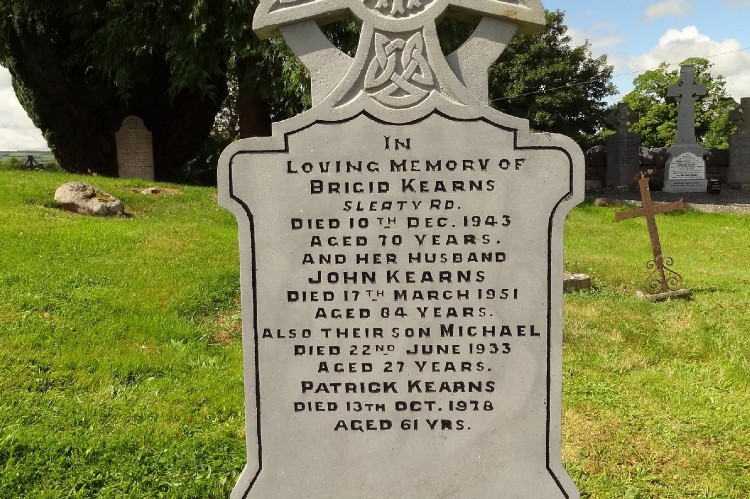 IN
LOVING MEMORY OF
BRIGID KEARNS
SLEATY RD.
DIED 10TH DEC. 1943
AGED 70 YEARS.
AND HER HUSBAND
JOHN KEARNS
DIED 17TH MARCH 1951
AGED 84 YEARS.
ALSO THEIR SON MICHAEL
DIED 22ND JUNE 1933
AGED 27 YEARS.
PATRICK KEARNS
DIED 13TH OCT. 1978
AGED 61 YRS.